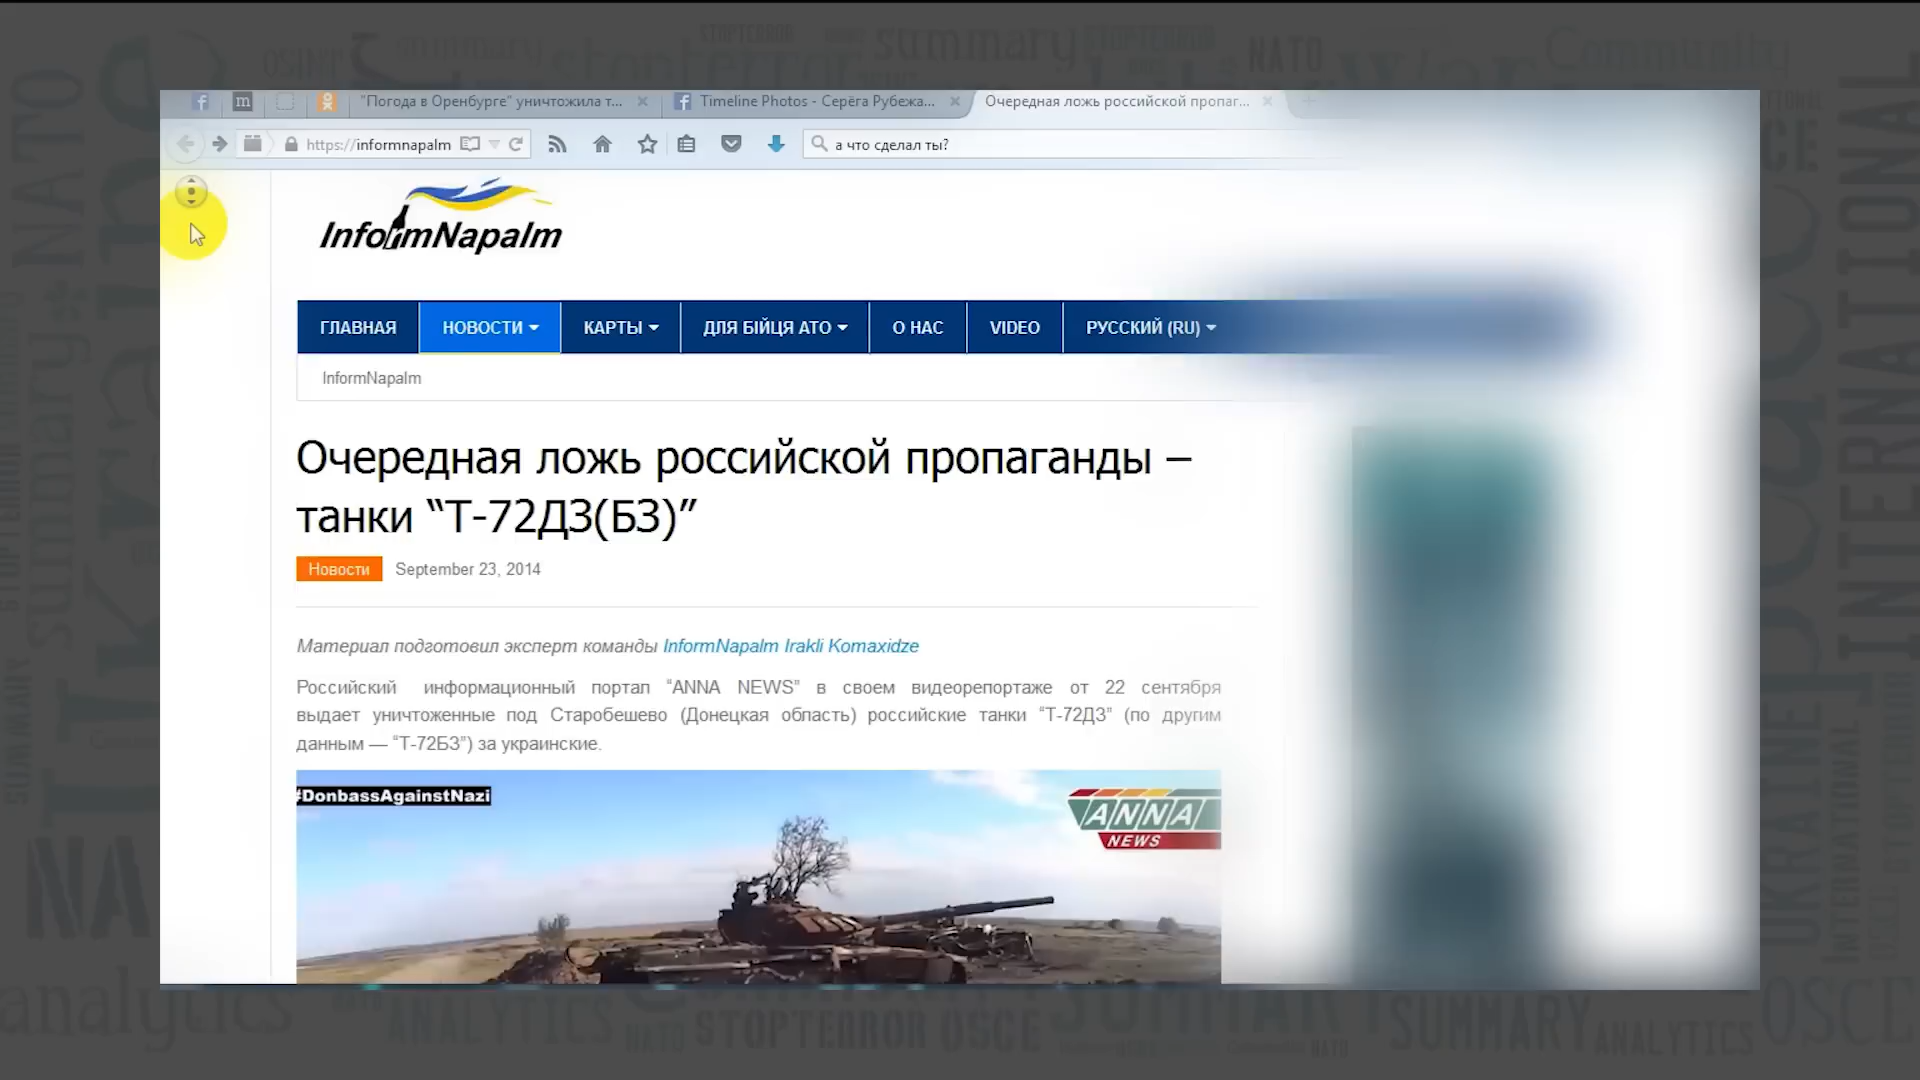 "Погода в Оренбурге" уничтожила т...
Timeline Photos - Серёга Рубежа...
Очередная ложь российской пропаг...
https://informnapalm
а что сделал ты?
InformNapalm
ГЛАВНАЯ
НОВОСТИ
КАРТЫ
ДЛЯ БІЙЦЯ АТО
О НАС
VIDEO
РУССКИЙ (RU)
InformNapalm
Очередная ложь российской пропаганды –
танки “Т-72ДЗ(БЗ)”
Новости September 23, 2014
Материал подготовил эксперт команды InformNapalm Irakli Komaxidze
Российский информационный портал “ANNA NEWS” в своем видеорепортаже от 22 сентября
выдает уничтоженные под Старобешево (Донецкая область) российские танки “Т-72ДЗ” (по другим
данным — “Т-72БЗ”) за украинские.
#DonbassAgainstNazi
ANNA
NEWS
NATO
summary
Community
INTERNATIONAL
analytics
ANALYTICS
STOPTERROR OSCE
SUMMARY
ANALYTICS
OSCE